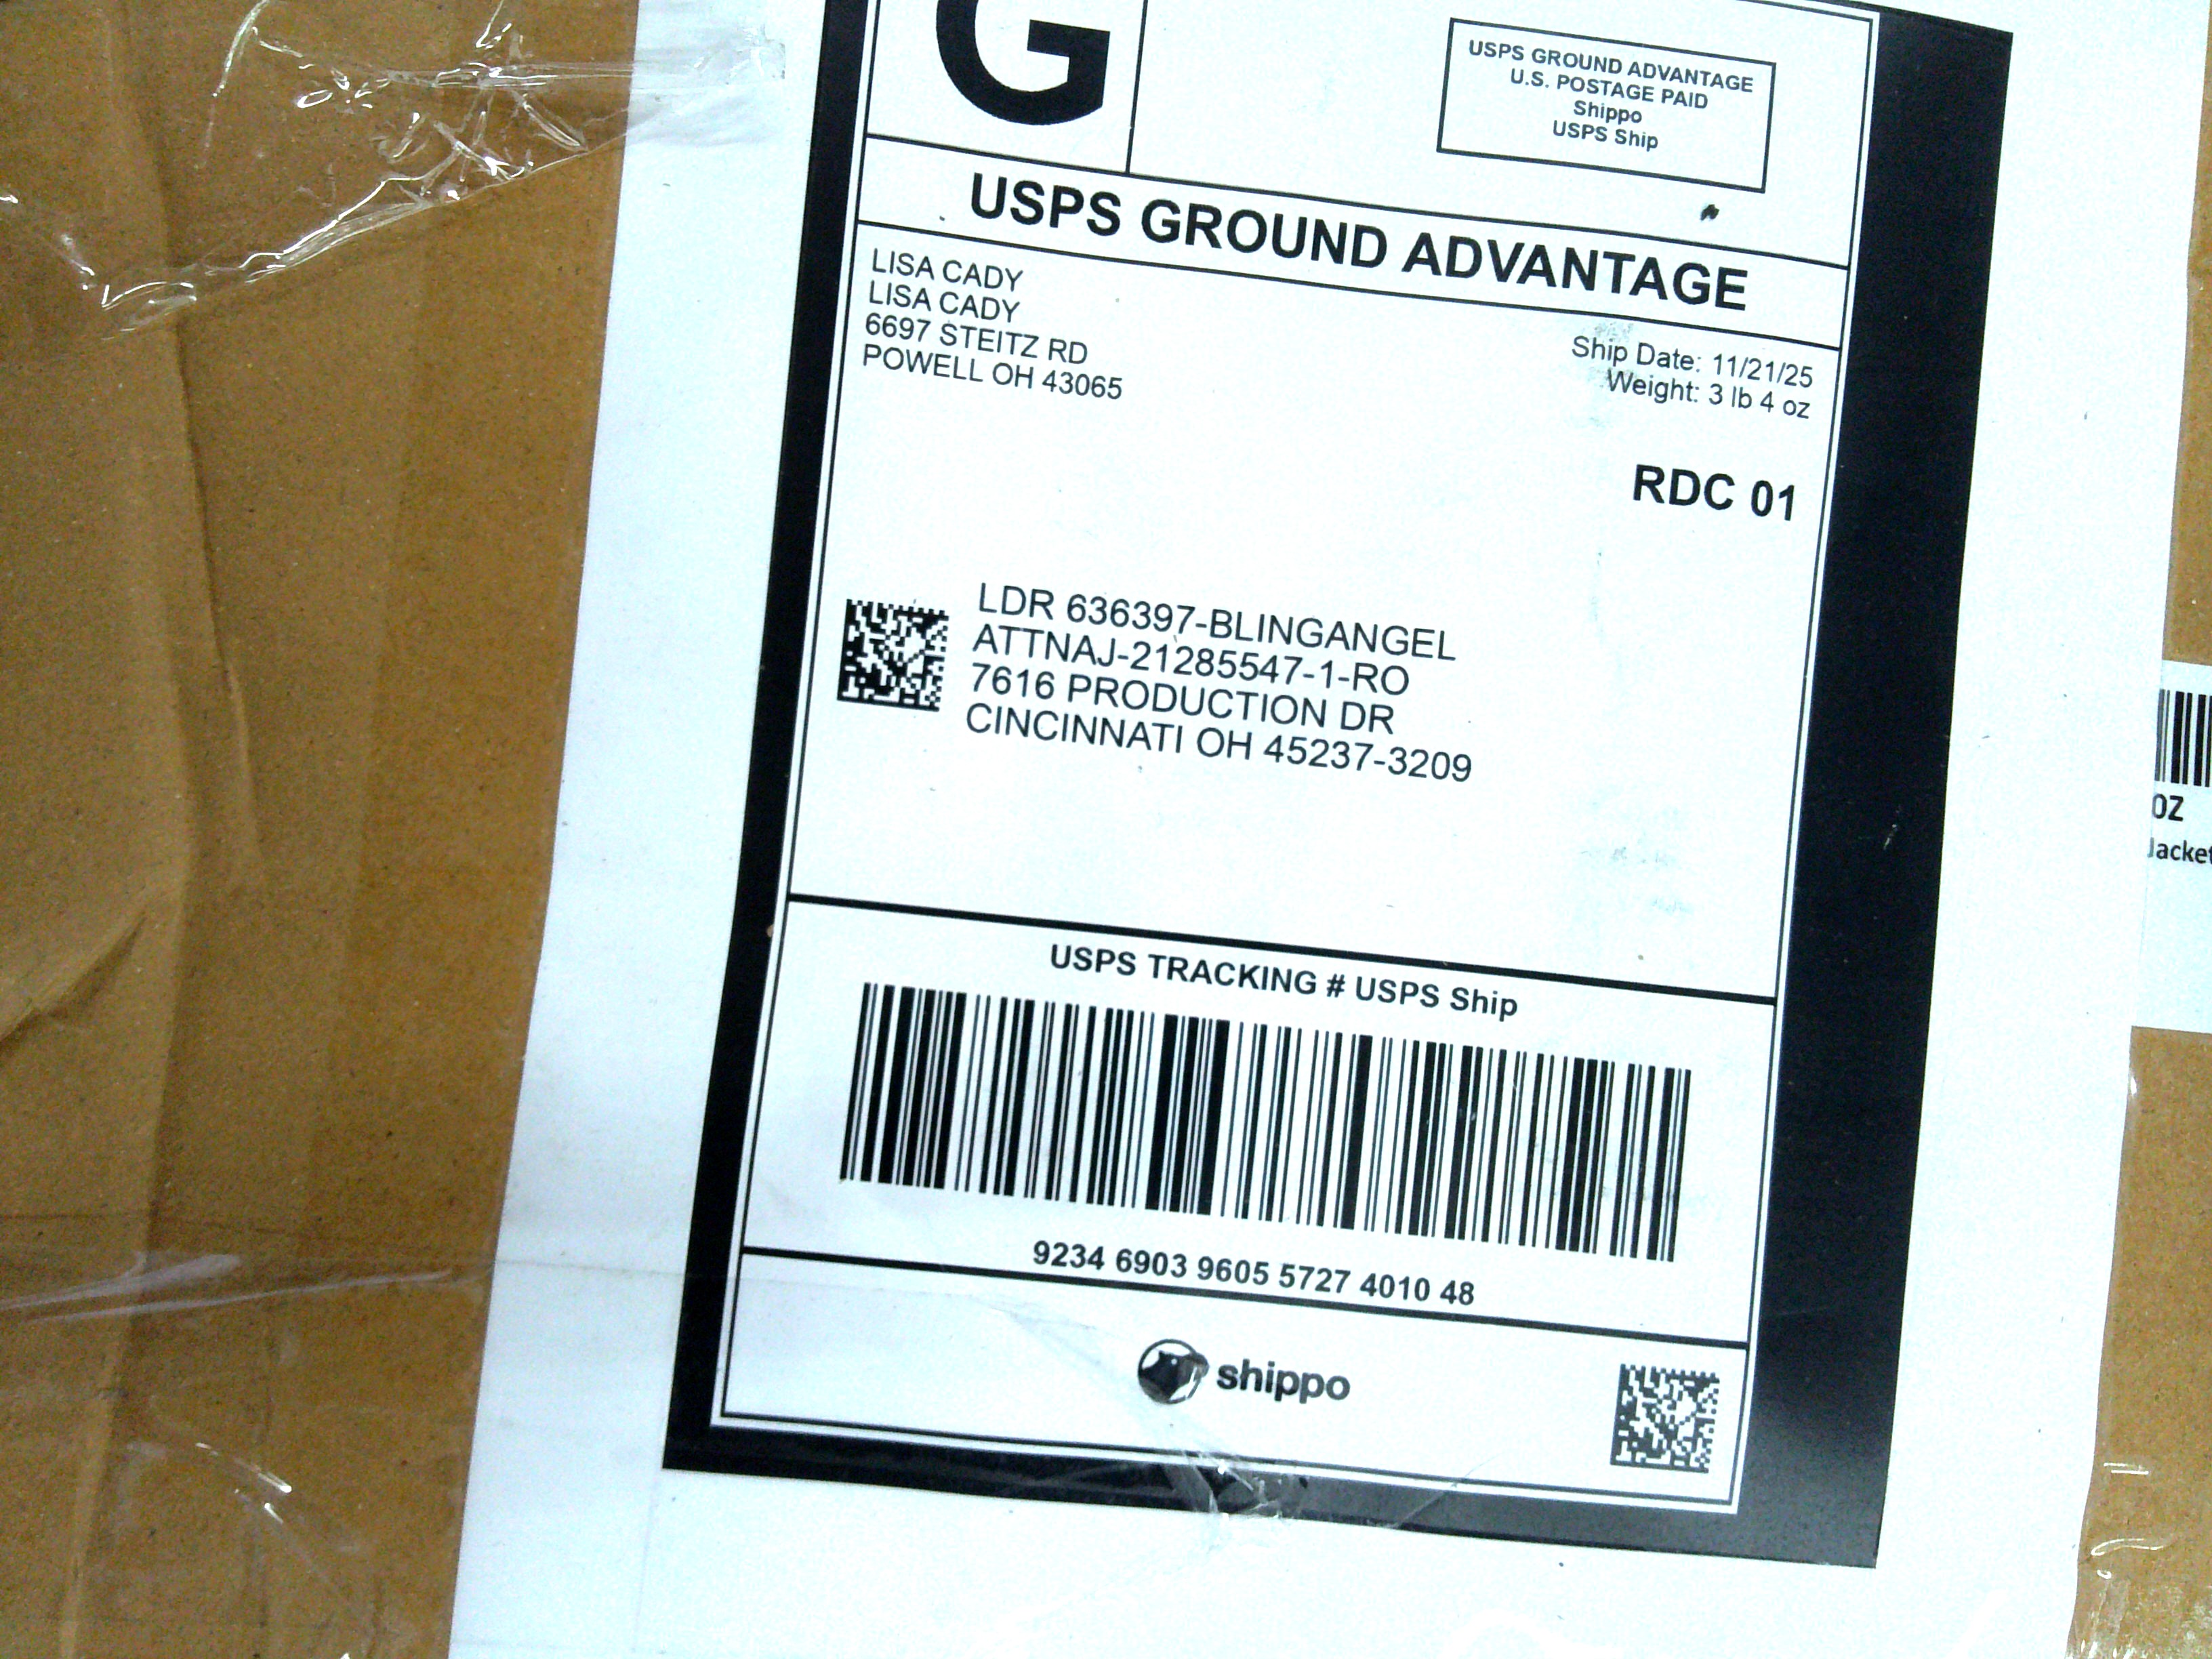 G
USPS GROUND ADVANTAGE
U.S. POSTAGE PAID
Shippo
USPS Ship
USPS GROUND ADVANTAGE
LISA CADY
LISA CADY
6697 STEITZ RD
POWELL OH 43065
Ship Date: 11/21/25
Weight: 3 lb 4 oz
RDC 01
LDR 636397-BLINGANGEL
ATTNAJ-21285547-1-RO
7616 PRODUCTION DR
CINCINNATI OH 45237-3209
USPS TRACKING # USPS Ship
9234 6903 9605 5727 4010 48
shippo
OZ